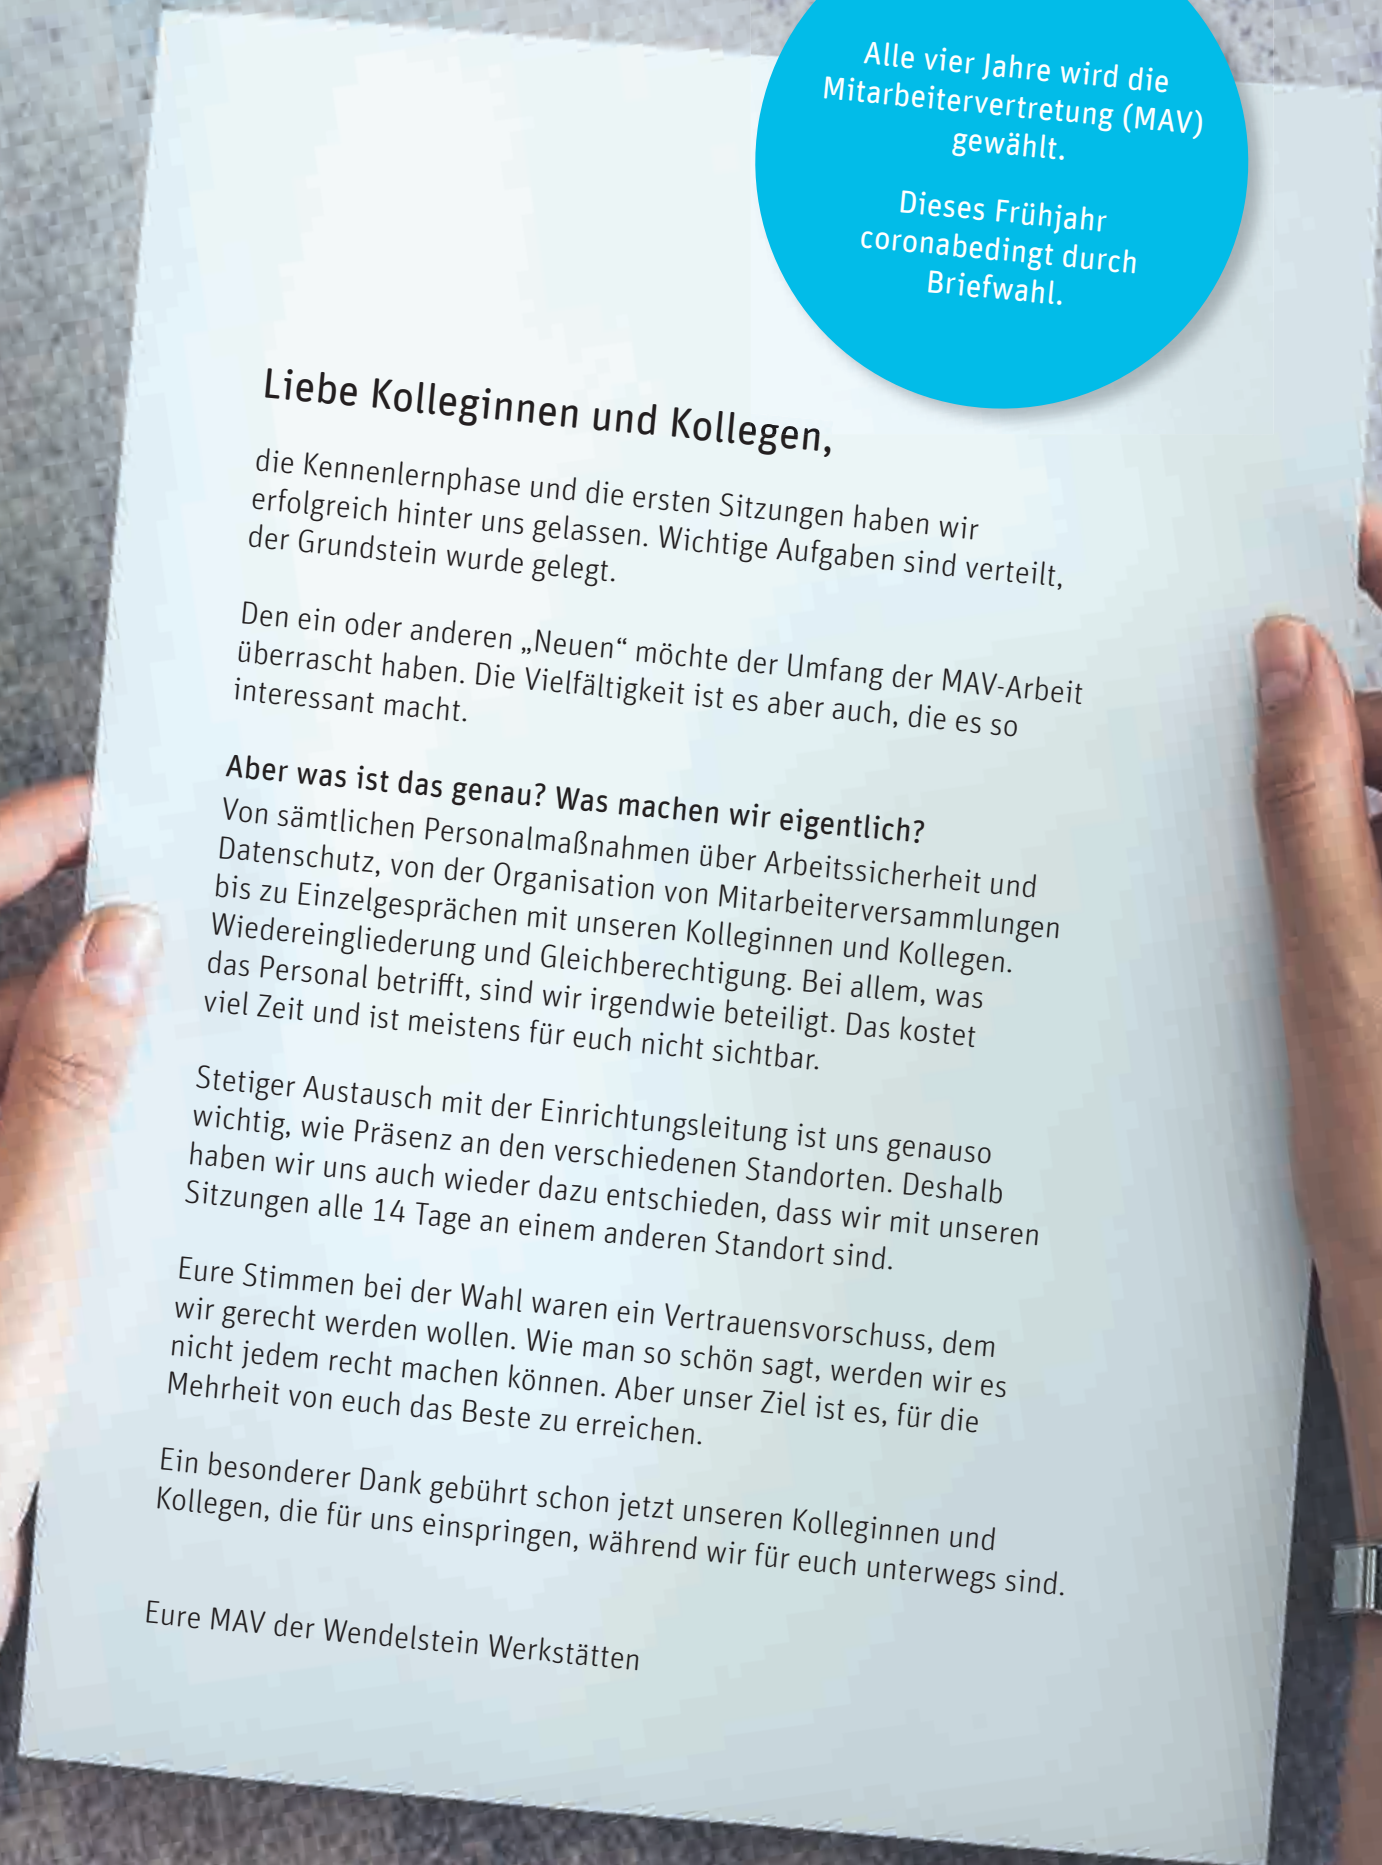 Alle vier Jahre wird die
Mitarbeitervertretung (MAV)
gewählt.
Dieses Frühjahr
coronabedingt durch
Briefwahl.
Liebe Kolleginnen und Kollegen,
die Kennenlernphase und die ersten Sitzungen haben wir
erfolgreich hinter uns gelassen. Wichtige Aufgaben sind verteilt,
der Grundstein wurde gelegt.
Den ein oder anderen „Neuen“ möchte der Umfang der MAV-Arbeit
überrascht haben. Die Vielfältigkeit ist es aber auch, die es so
interessant macht.
Aber was ist das genau? Was machen wir eigentlich?
Von sämtlichen Personalmaßnahmen über Arbeitssicherheit und
Datenschutz, von der Organisation von Mitarbeiterversammlungen
bis zu Einzelgesprächen mit unseren Kolleginnen und Kollegen.
Wiedereingliederung und Gleichberechtigung. Bei allem, was
das Personal betrifft, sind wir irgendwie beteiligt. Das kostet
viel Zeit und ist meistens für euch nicht sichtbar.
Stetiger Austausch mit der Einrichtungsleitung ist uns genauso
wichtig, wie Präsenz an den verschiedenen Standorten. Deshalb
haben wir uns auch wieder dazu entschieden, dass wir mit unseren
Sitzungen alle 14 Tage an einem anderen Standort sind.
Eure Stimmen bei der Wahl waren ein Vertrauensvorschuss, dem
wir gerecht werden wollen. Wie man so schön sagt, werden wir es
nicht jedem recht machen können. Aber unser Ziel ist es, für die
Mehrheit von euch das Beste zu erreichen.
Ein besonderer Dank gebührt schon jetzt unseren Kolleginnen und
Kollegen, die für uns einspringen, während wir für euch unterwegs sind.
Eure MAV der Wendelstein Werkstätten